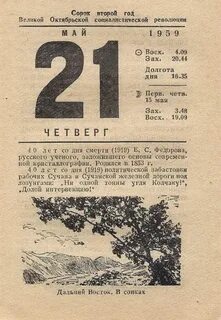 Сорок второй год
Великой Октябрьской социалистической революции
МАЙ
1959
21
Восх. 4.09
Зах. 20.44
Долгота
дня 16.35
Перв. четв.
15 мая
Зах. 3.48
Восх. 19.09
ЧЕТВЕРГ
40 лет со дня смерти (1919) Е. С. Федорова,
русского ученого, заложившего основы современ-
ной кристаллографии. Родился в 1853 г.
40 лет со дня (1919) политической забастовки
рабочих Сучана и Сучанской железной дороги под
лозунгами: „Ни одной тонны угля Колчаку!",
„Долой интервенцию!"
Дальний Восток. В сопках